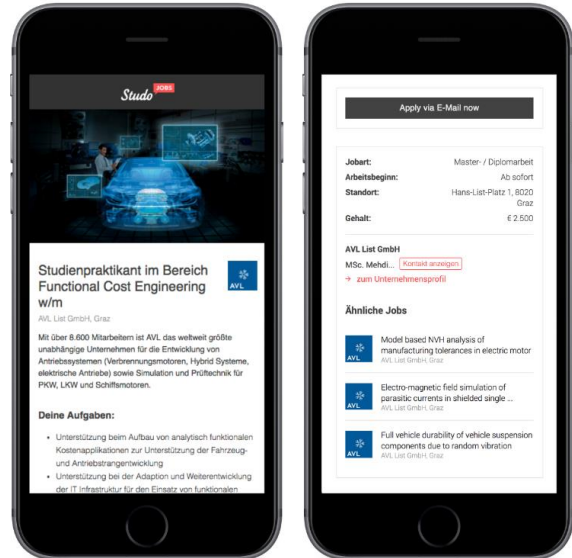 Studo JOBS
Studienpraktikant im Bereich
Functional Cost Engineering
w/m
AVL
AVL List GmbH, Graz
Mit über 8.600 Mitarbeitern ist AVL das weltweit größte
unabhängige Unternehmen für die Entwicklung von
Antriebssystemen (Verbrennungsmotoren, Hybrid Systeme,
elektrische Antriebe) sowie Simulation und Prüftechnik für
PKW, LKW und Schiffsmotoren.
Deine Aufgaben:
• Unterstützung beim Aufbau von analytisch funktionalen
Kostenapplikationen zur Unterstützung der Fahrzeug-
und Antriebstrangentwicklung
• Unterstützung bei der Adaption und Weiterentwicklung
der IT Infrastruktur für den Einsatz von funktionalen
Apply via E-Mail now
Jobart: Master- / Diplomarbeit
Arbeitsbeginn: Ab sofort
Standort: Hans-List-Platz 1, 8020
Graz
Gehalt: € 2.500
AVL List GmbH
MSc. Mehdi... Kontakt anzeigen
→ zum Unternehmensprofil
Ähnliche Jobs
Model based NVH analysis of
manufacturing tolerances in electric motor
AVL List GmbH, Graz
AVL
Electro-magnetic field simulation of
parasitic currents in shielded single ...
AVL List GmbH, Graz
AVL
Full vehicle durability of vehicle suspension
components due to random vibration
AVL List GmbH, Graz
AVL